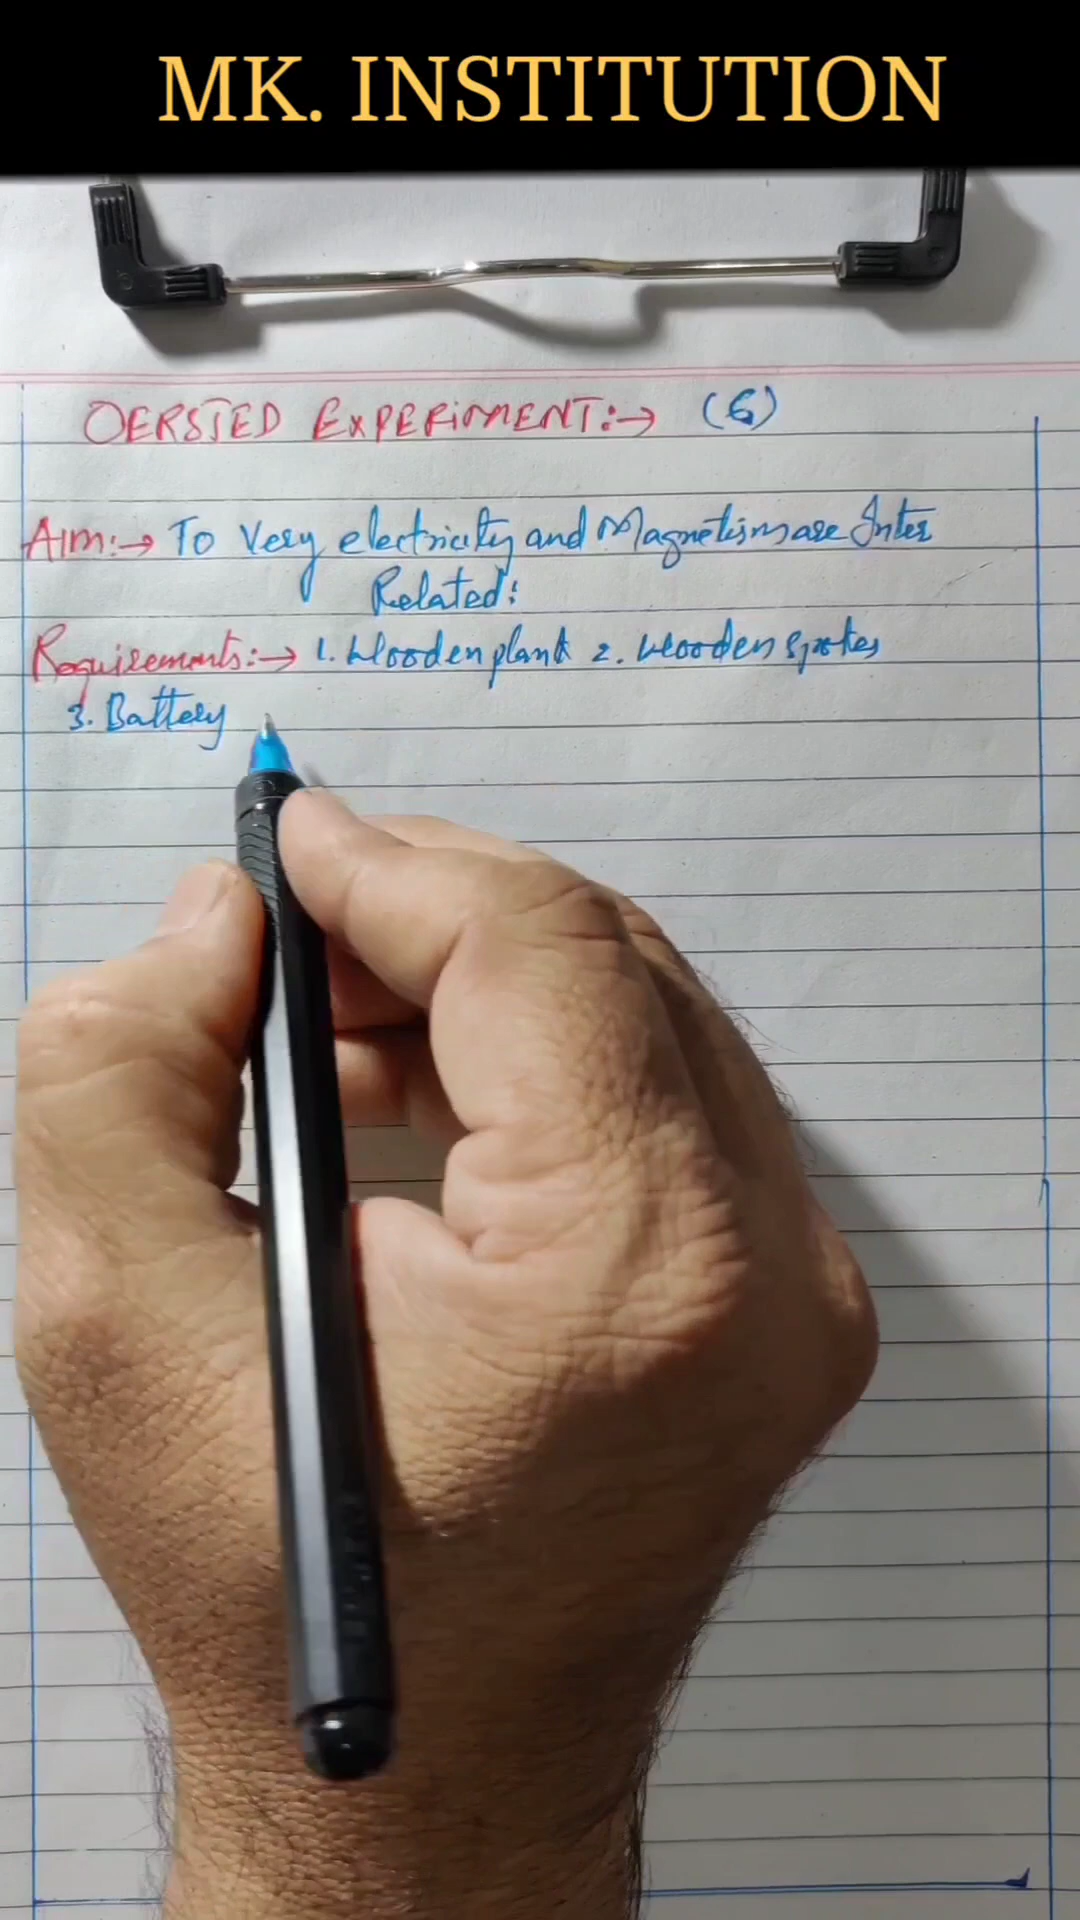 MK. INSTITUTION
OERSTED EXPERIMENT:→ (6)
Aim:→ To Very electricity and Magnetism are Inter
Related:
Requirements:→ 1. Wooden plank 2. Wooden spokes
3. Battery